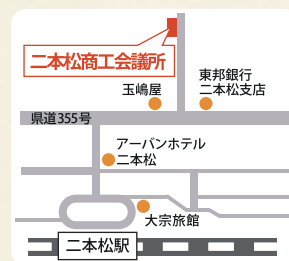 二本松商工会議所
玉嶋屋
東邦銀行
二本松支店
県道355号
アーバンホテル
二本松
大宗旅館
二本松駅